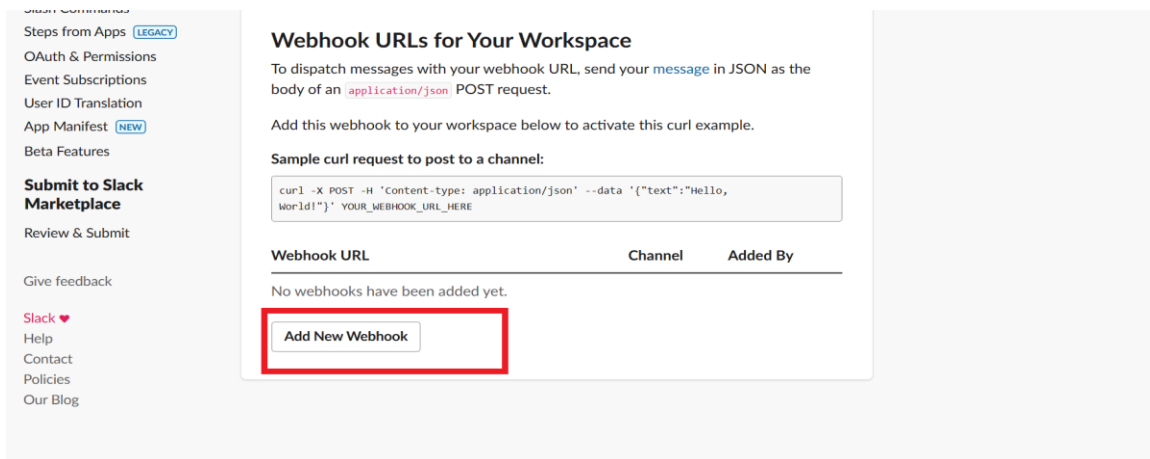 Slash Commands
Steps from Apps LEGACY
OAuth & Permissions
Event Subscriptions
User ID Translation
App Manifest NEW
Beta Features
Submit to Slack
Marketplace
Review & Submit
Give feedback
Slack ♥
Help
Contact
Policies
Our Blog
Webhook URLs for Your Workspace
To dispatch messages with your webhook URL, send your message in JSON as the
body of an application/json POST request.
Add this webhook to your workspace below to activate this curl example.
Sample curl request to post to a channel:
curl -X POST -H 'Content-type: application/json' --data '{"text":"Hello,
World!"}' YOUR_WEBHOOK_URL_HERE
Webhook URL Channel Added By
No webhooks have been added yet.
Add New Webhook